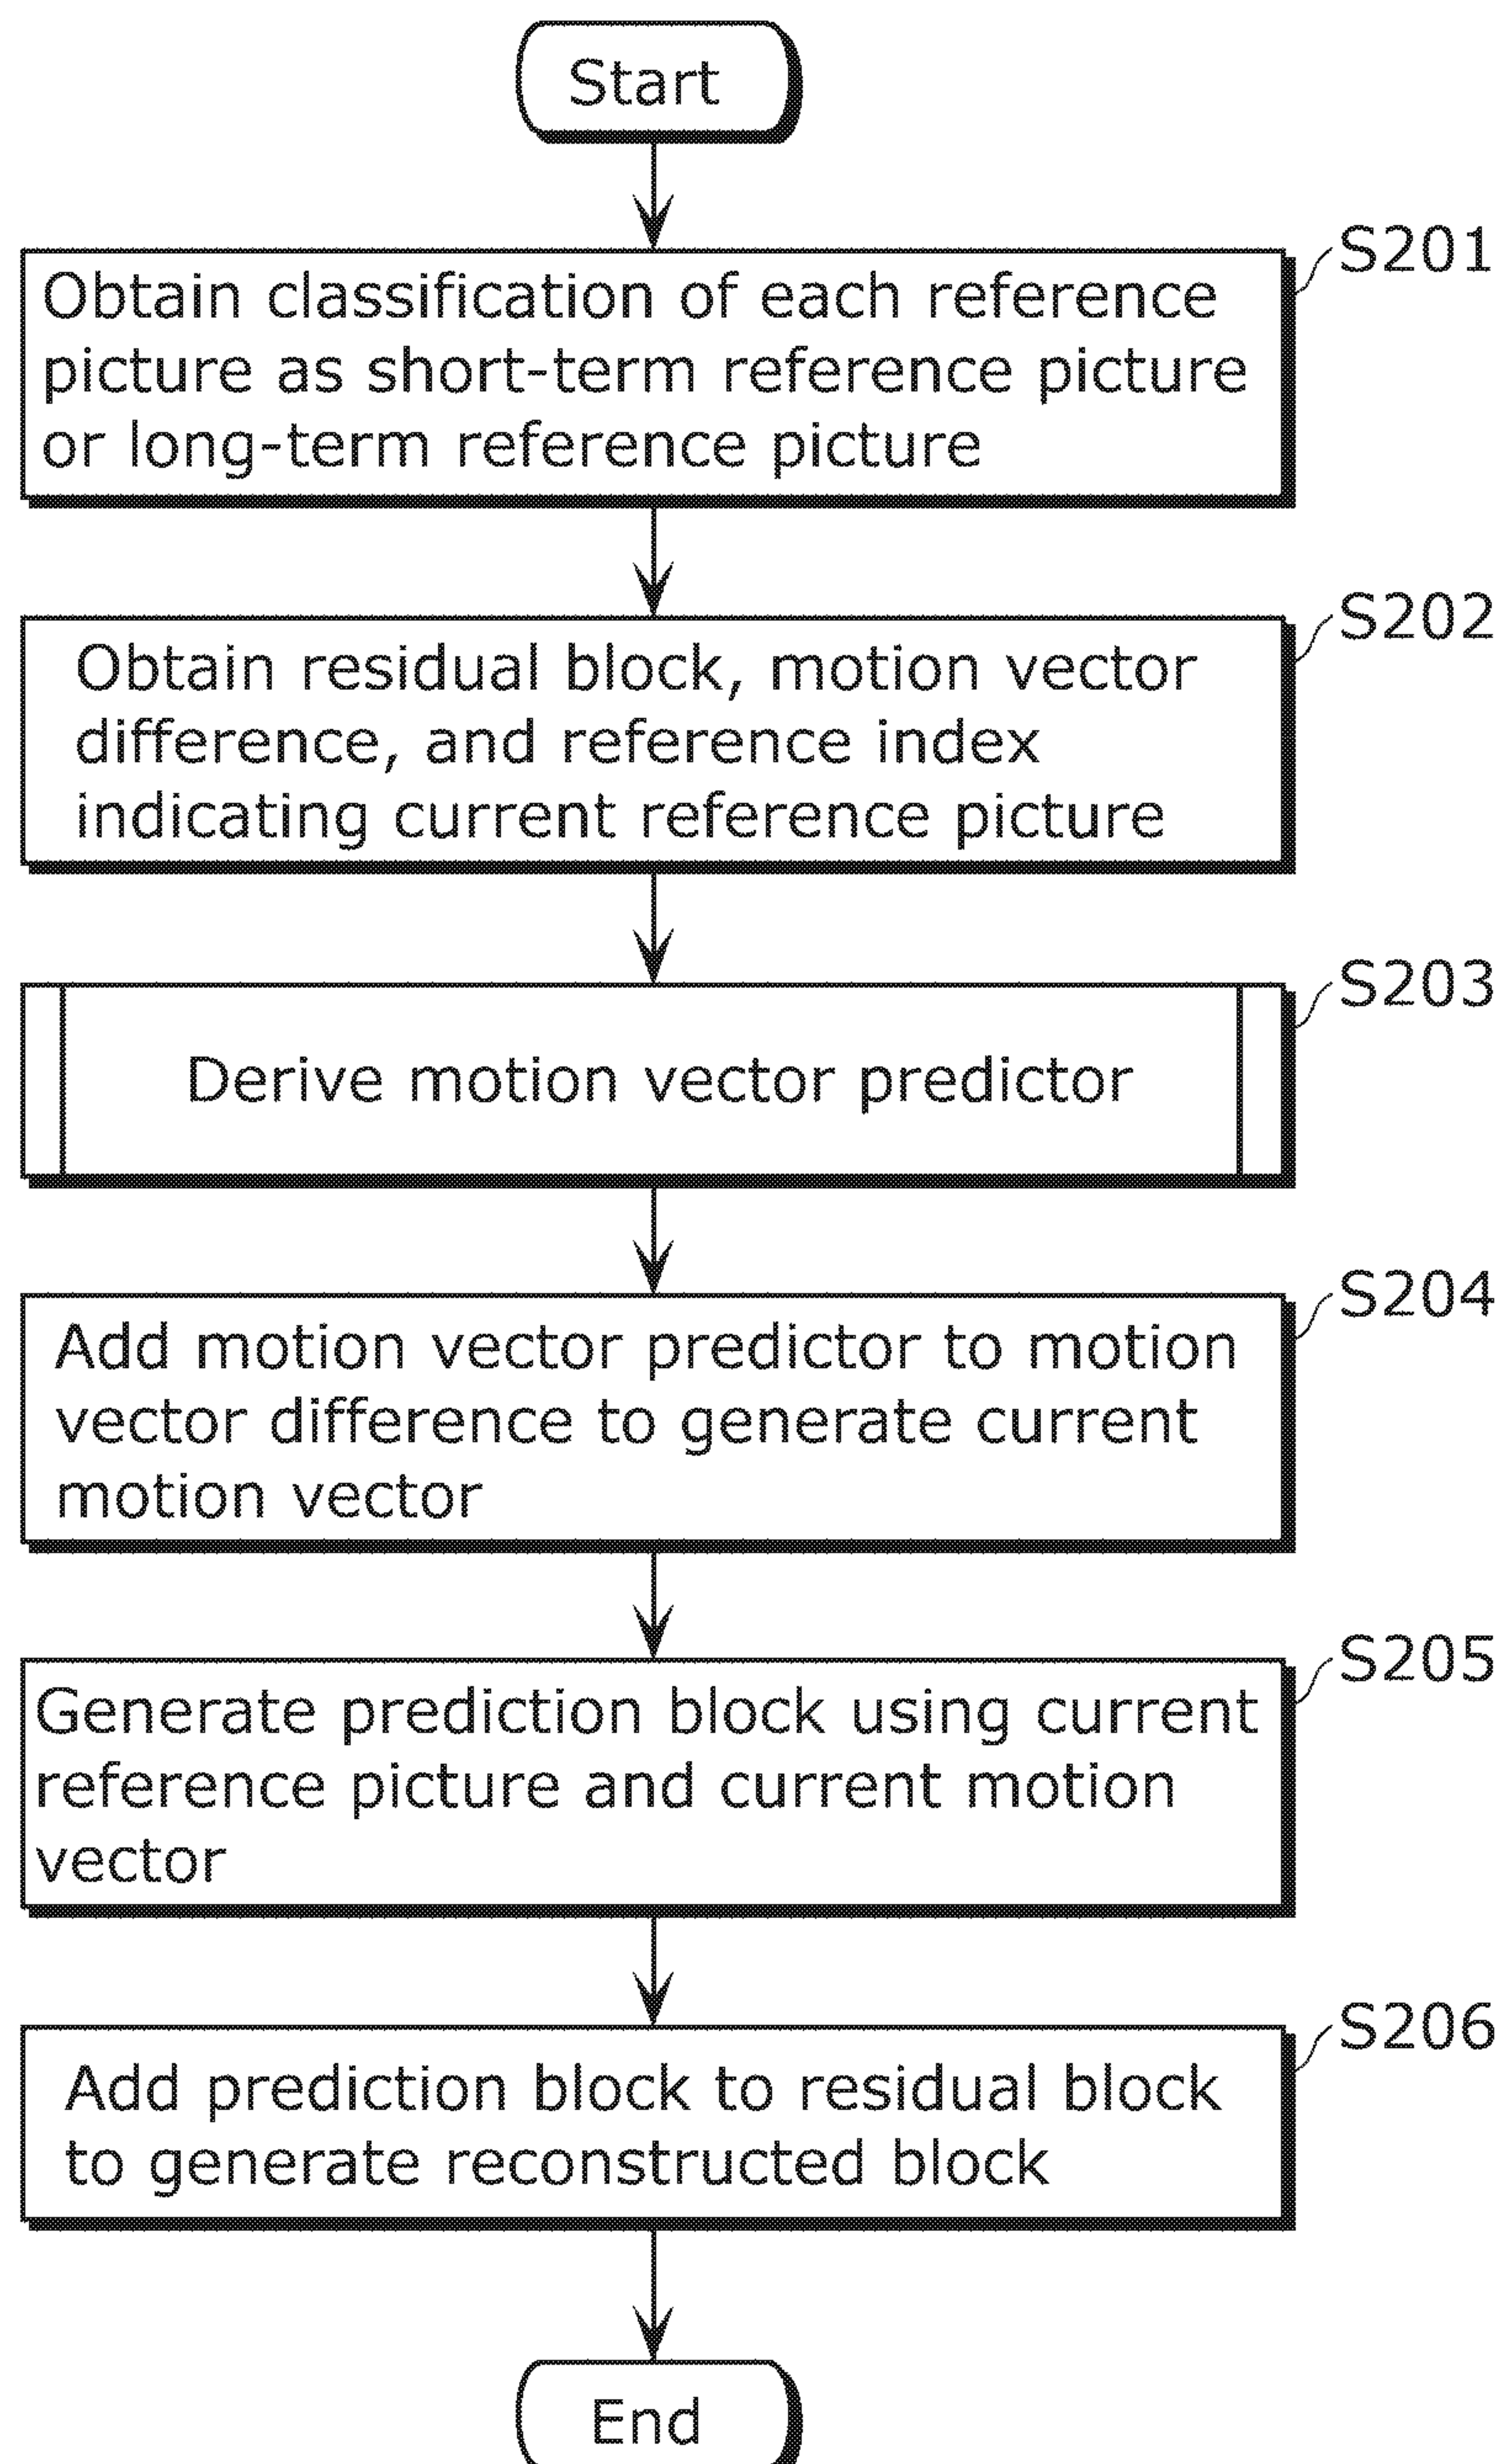 Start
S201
Obtain classification of each reference
picture as short-term reference picture
or long-term reference picture
S202
Obtain residual block, motion vector
difference, and reference index
indicating current reference picture
S203
Derive motion vector predictor
S204
Add motion vector predictor to motion
vector difference to generate current
motion vector
S205
Generate prediction block using current
reference picture and current motion
vector
S206
Add prediction block to residual block
to generate reconstructed block
End